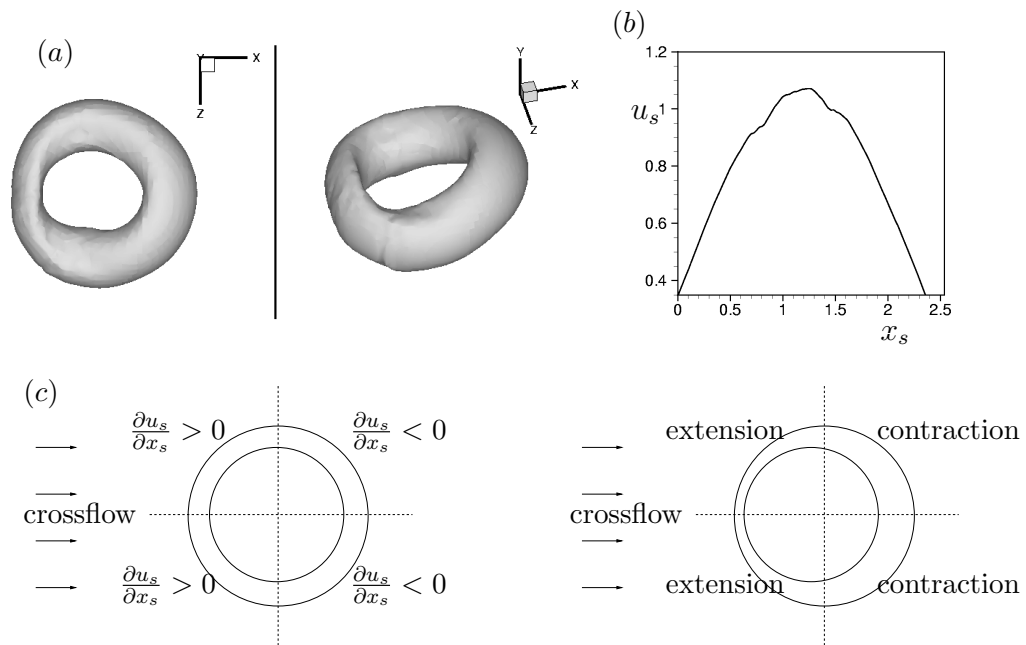 (a)
Y X
Z
Y
X
Z
(b)
1.2
1
0.8
0.6
0.4
u_s
0 0.5 1 1.5 2 2.5
x_s
(c)
∂u_s/∂x_s > 0 ∂u_s/∂x_s < 0
crossflow
∂u_s/∂x_s > 0 ∂u_s/∂x_s < 0
extension contraction
crossflow
extension contraction